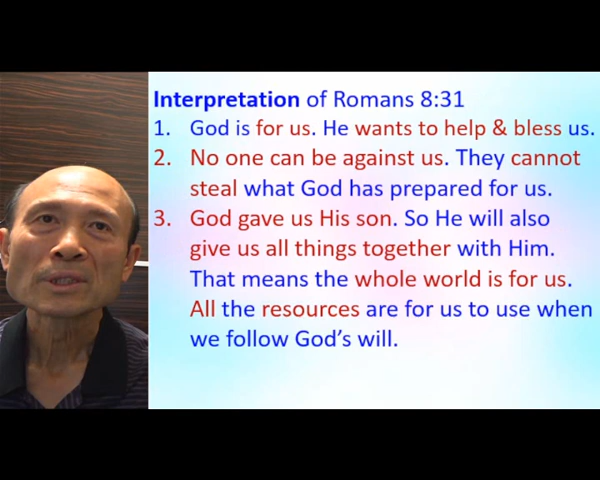 Interpretation of Romans 8:31
1. God is for us. He wants to help & bless us.
2. No one can be against us. They cannot
steal what God has prepared for us.
3. God gave us His son. So He will also
give us all things together with Him.
That means the whole world is for us.
All the resources are for us to use when
we follow God's will.